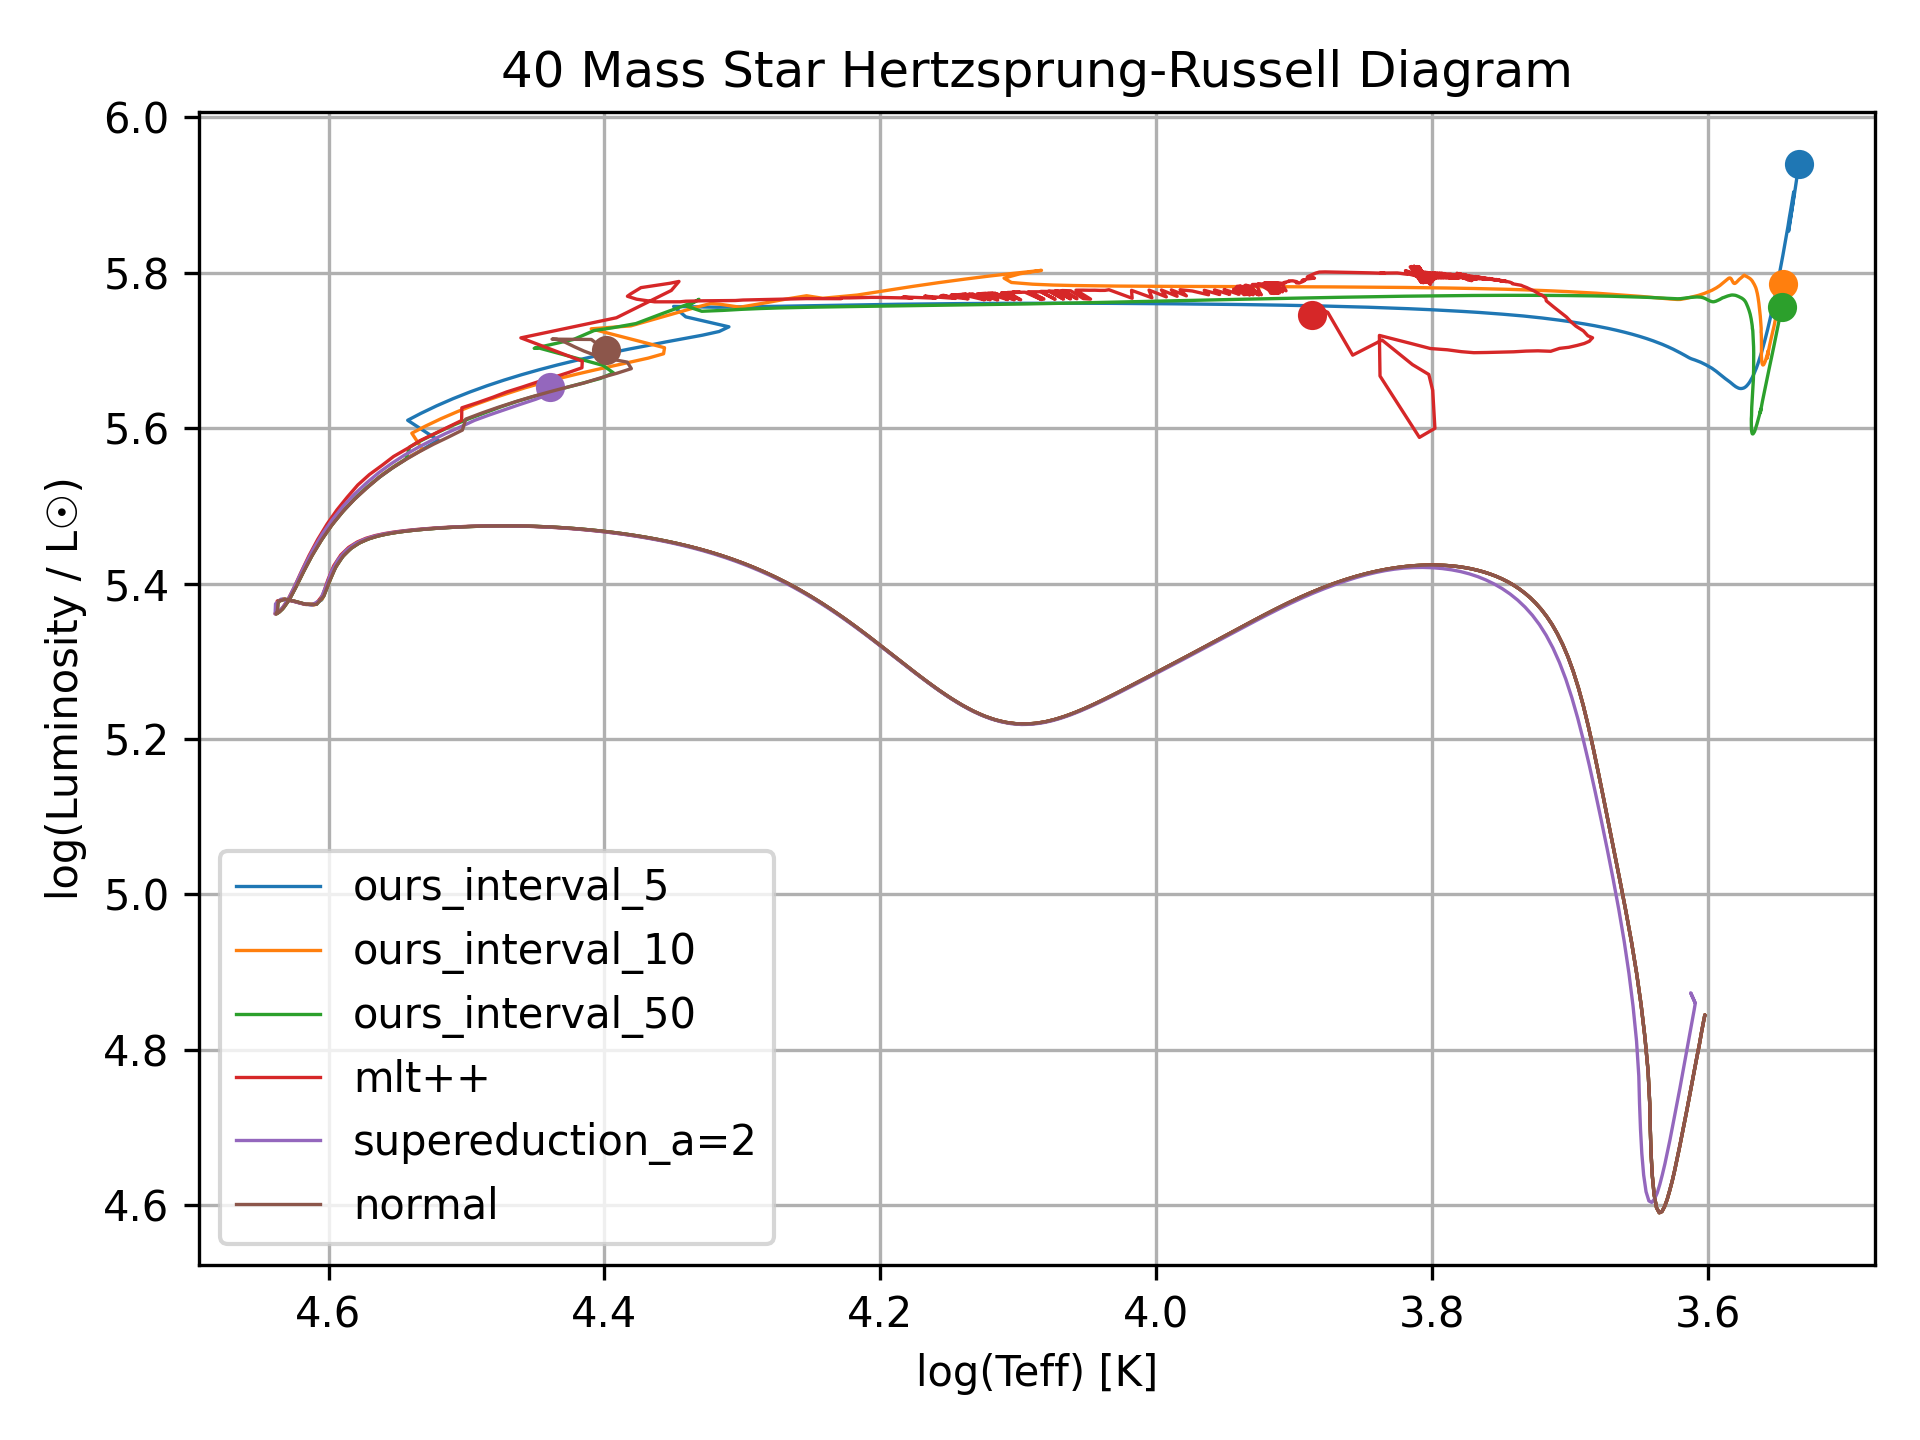 40 Mass Star Hertzsprung-Russell Diagram
6.0
5.8
5.6
5.4
5.2
5.0
4.8
4.6
log(Luminosity / L☉)
ours_interval_5
ours_interval_10
ours_interval_50
mlt++
supereduction_a=2
normal
4.6 4.4 4.2 4.0 3.8 3.6
log(Teff) [K]